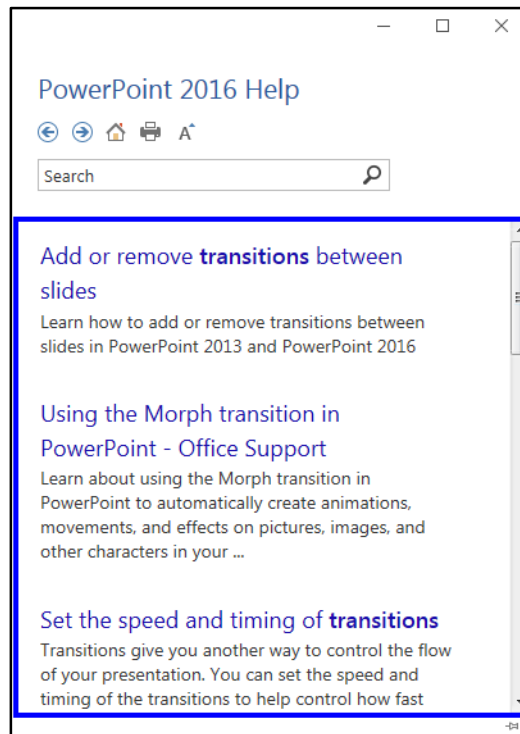 PowerPoint 2016 Help
A
Search
Add or remove transitions between
slides
Learn how to add or remove transitions between
slides in PowerPoint 2013 and PowerPoint 2016
Using the Morph transition in
PowerPoint - Office Support
Learn about using the Morph transition in
PowerPoint to automatically create animations,
movements, and effects on pictures, images, and
other characters in your ...
Set the speed and timing of transitions
Transitions give you another way to control the flow
of your presentation. You can set the speed and
timing of the transitions to help control how fast